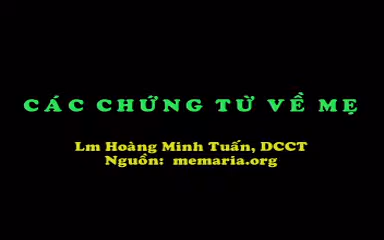 CÁC CHỨNG TỪ VỀ MẸ
Lm Hoàng Minh Tuấn, DCCT
Nguồn: memaria.org